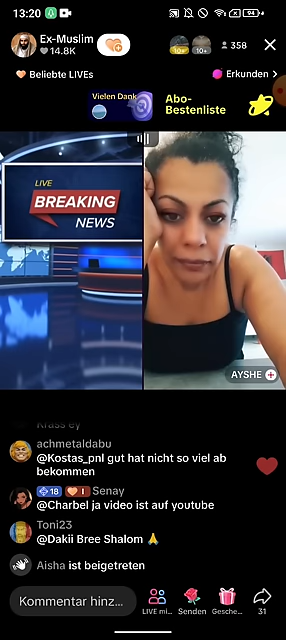 13:20
Ex-Muslim
14.8K
10+
10+
358
Beliebte LIVEs
Erkunden >
Vielen Dank
Abo-
Bestenliste
LIVE
BREAKING
NEWS
AYSHE
Krass ey
achmetaldabu
@Kostas_pnl gut hat nicht so viel ab
bekommen
18 I Senay
@Charbel ja video ist auf youtube
Toni23
@Dakii Bree Shalom 🙏
Aisha ist beigetreten
Kommentar hinz...
LIVE mi...
Senden
Gesche...
31